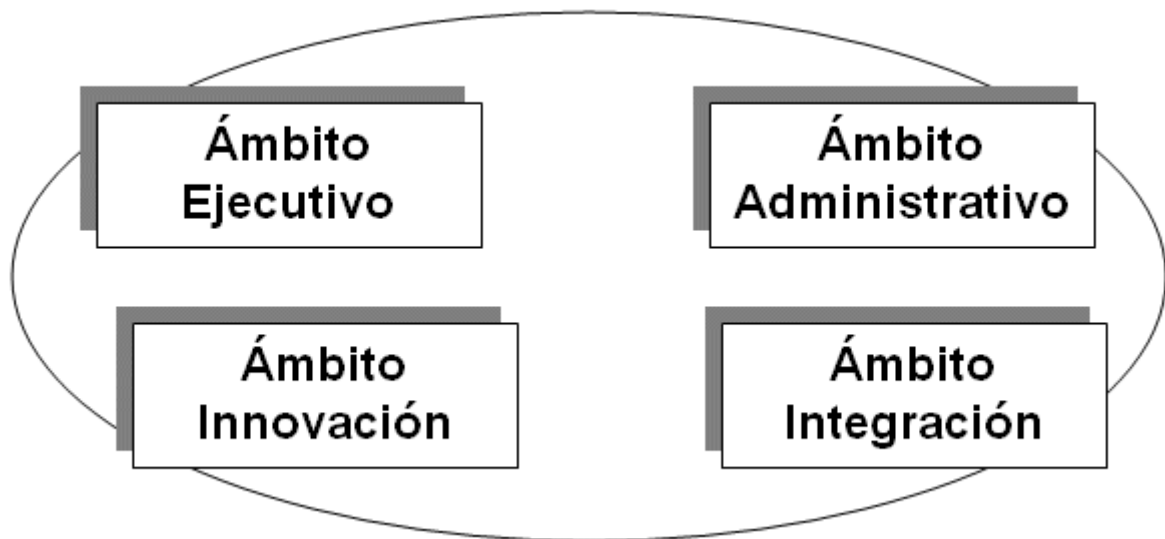 Ámbito
Ejecutivo
Ámbito
Administrativo
Ámbito
Innovación
Ámbito
Integración